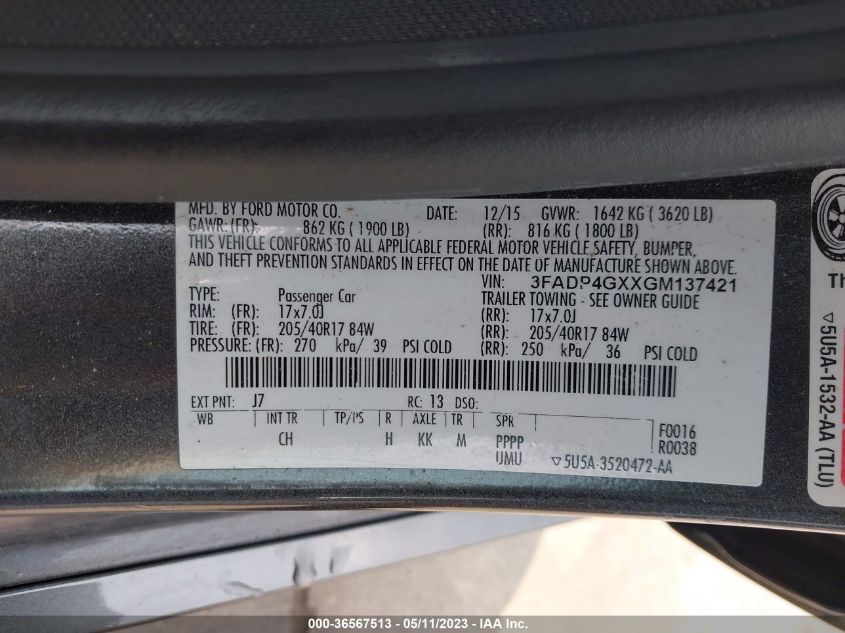 MFD. BY FORD MOTOR CO. DATE: 12/15 GVWR: 1642 KG ( 3620 LB)
GAWR: (FR): 862 KG ( 1900 LB) (RR): 816 KG ( 1800 LB)
THIS VEHICLE CONFORMS TO ALL APPLICABLE FEDERAL MOTOR VEHICLE SAFETY, BUMPER,
AND THEFT PREVENTION STANDARDS IN EFFECT ON THE DATE OF MANUFACTURE SHOWN ABOVE.
VIN: 3FADP4GXXGM137421
TYPE: Passenger Car TRAILER TOWING - SEE OWNER GUIDE
RIM: (FR): 17x7.0J (RR): 17x7.0J
TIRE: (FR): 205/40R17 84W (RR): 205/40R17 84W
PRESSURE: (FR): 270 kPa/ 39 PSI COLD (RR): 250 kPa/ 36 PSI COLD
EXT PNT: J7 RC: 13 DSO:
WB INT TR TP/PS R AXLE TR SPR F0016
CH H KK M PPPP R0038
UMU ▽5U5A-3520472-AA
Th
▽5U5A-1532-AA (TLU)
000-36567513 - 05/11/2023 - IAA Inc.